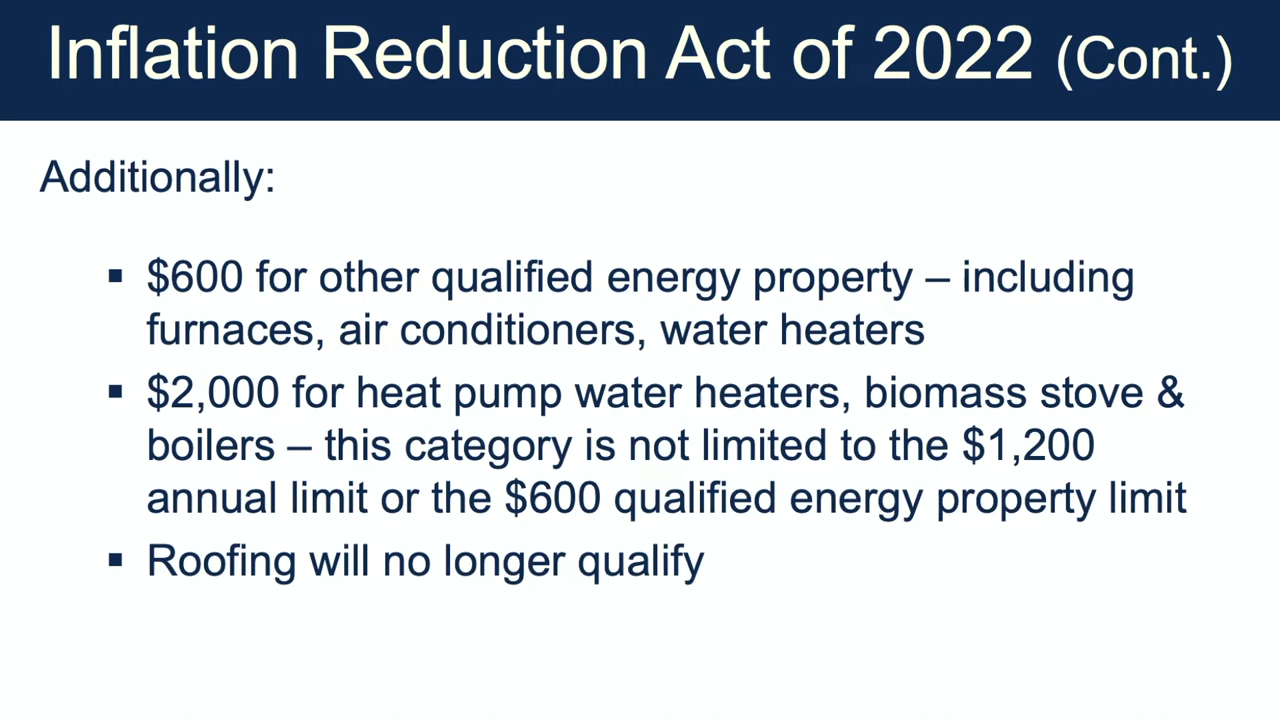 Inflation Reduction Act of 2022 (Cont.)
Additionally:
▪ $600 for other qualified energy property – including
furnaces, air conditioners, water heaters
▪ $2,000 for heat pump water heaters, biomass stove &
boilers – this category is not limited to the $1,200
annual limit or the $600 qualified energy property limit
▪ Roofing will no longer qualify